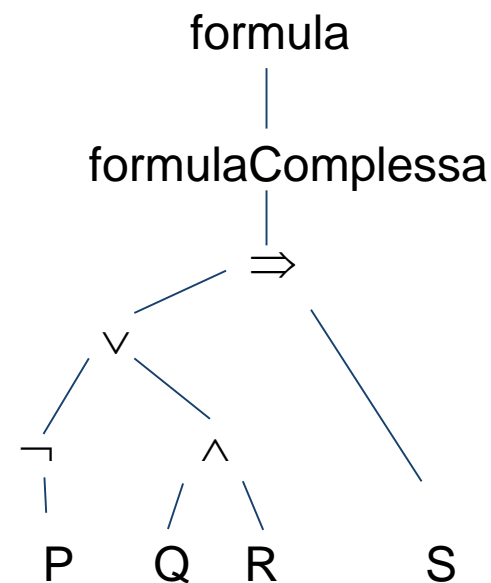 formula
formulaComplessa
⇒
∨
¬ ∧
P Q R S